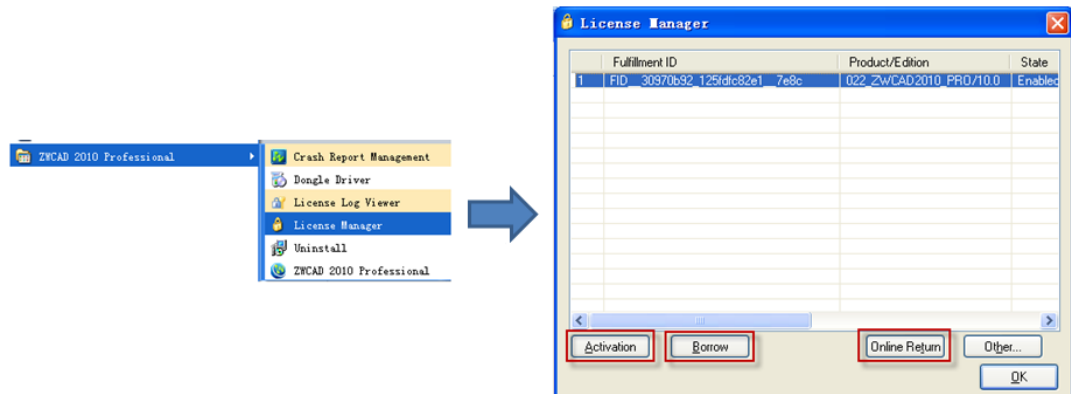 ZWCAD 2010 Professional
Crash Report Management
Dongle Driver
License Log Viewer
License Manager
Uninstall
ZWCAD 2010 Professional
License Manager
Fulfillment ID Product/Edition State
1 FID__30970b92_125fdfc82e1__7e8c 022_ZWCAD2010_PRO/10.0 Enabled
Activation Borrow Online Return Other...
OK